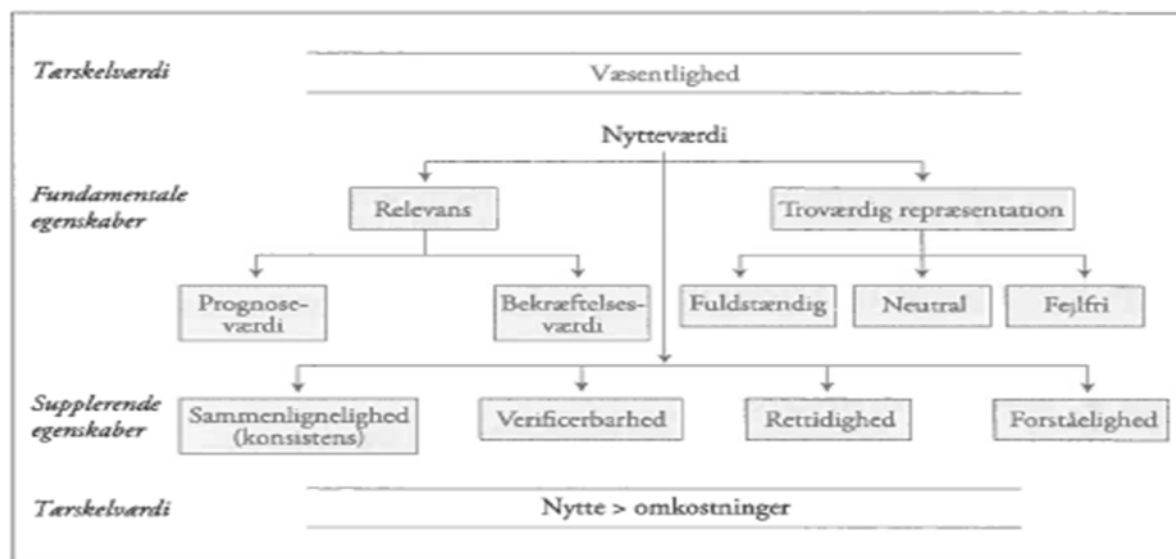 Tærskelværdi
Væsentlighed
Nytteværdi
Fundamentale
egenskaber
Relevans
Troværdig repræsentation
Prognose-
værdi
Bekræftelses-
værdi
Fuldstændig
Neutral
Fejlfri
Supplerende
egenskaber
Sammenlignelighed
(konsistens)
Verificerbarhed
Rettidighed
Forståelighed
Tærskelværdi
Nytte > omkostninger